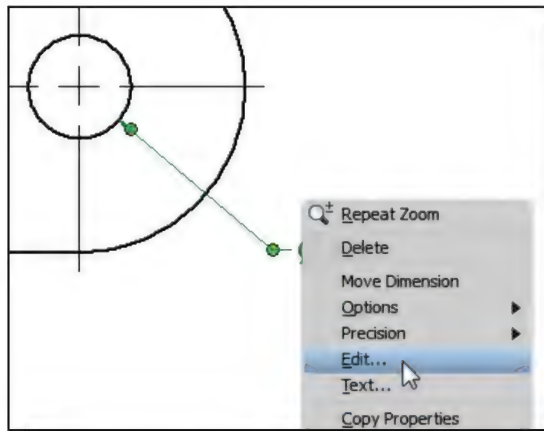 Repeat Zoom
Delete
Move Dimension
Options
Precision
Edit...
Text...
Copy Properties